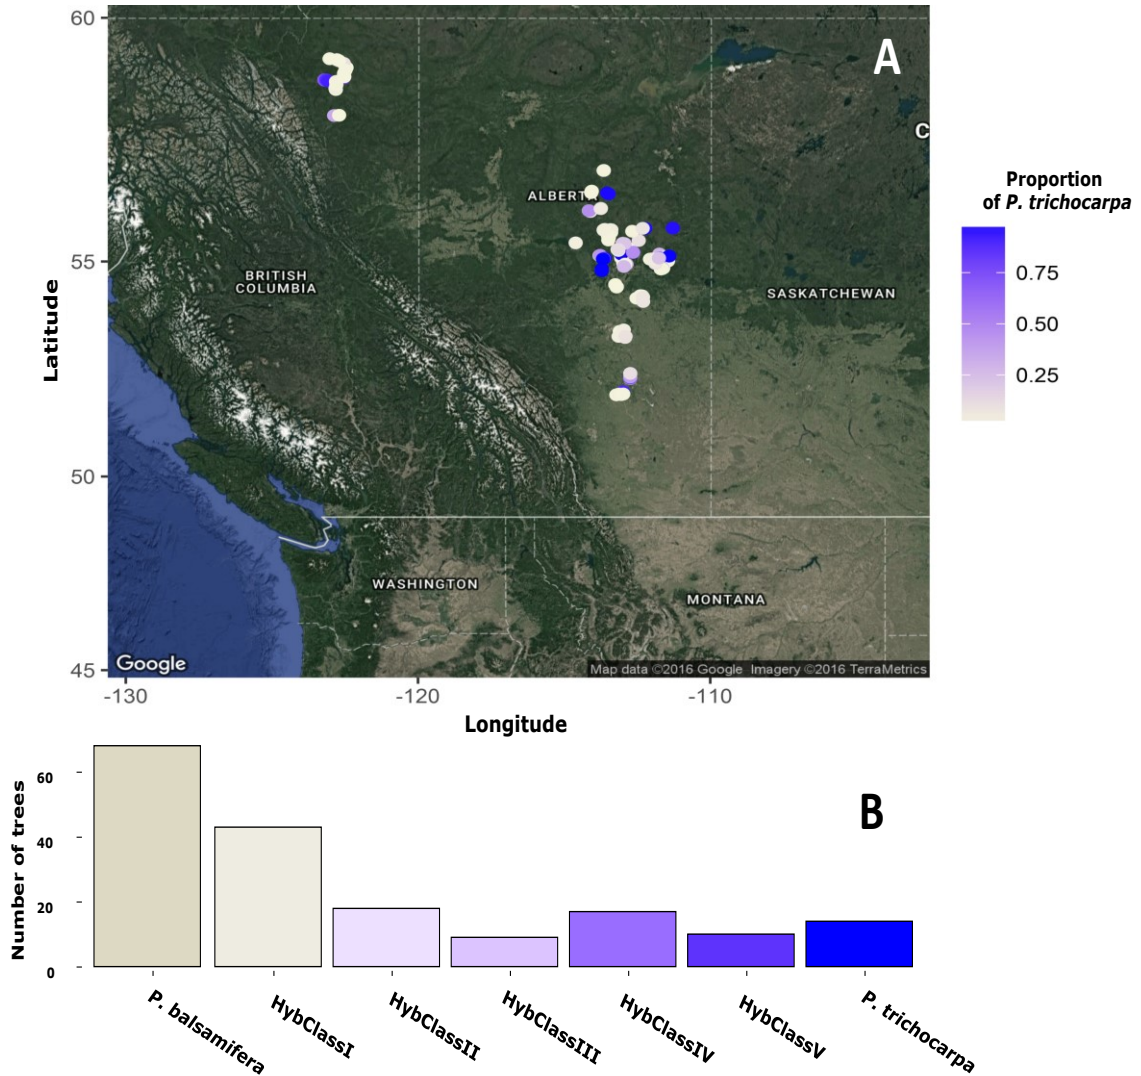 60
A
C
Proportion
of P. trichocarpa
ALBERTA
0.75
55
BRITISH
COLUMBIA
SASKATCHEWAN
0.50
Latitude
0.25
50
WASHINGTON
MONTANA
Google
Map data ©2016 Google Imagery ©2016 TerraMetrics
45
-130
-120
-110
Longitude
Number of trees
60
B
40
20
0
P. balsamifera
HybClassI
HybClassII
HybClassIII
HybClassIV
HybClassV
P. trichocarpa